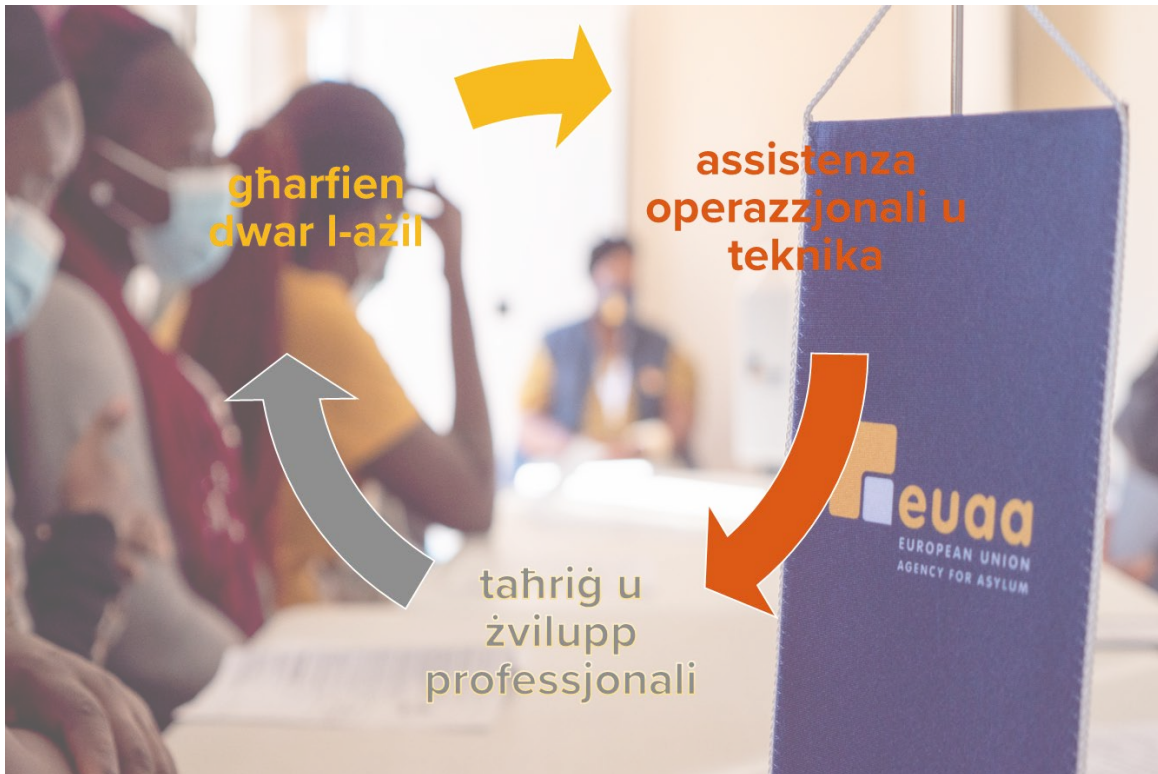 għarfien
dwar l-ażil
assistenza
operazzjonali u
teknika
taħriġ u
żvilupp
professjonali
euaa
EUROPEAN UNION
AGENCY FOR ASYLUM